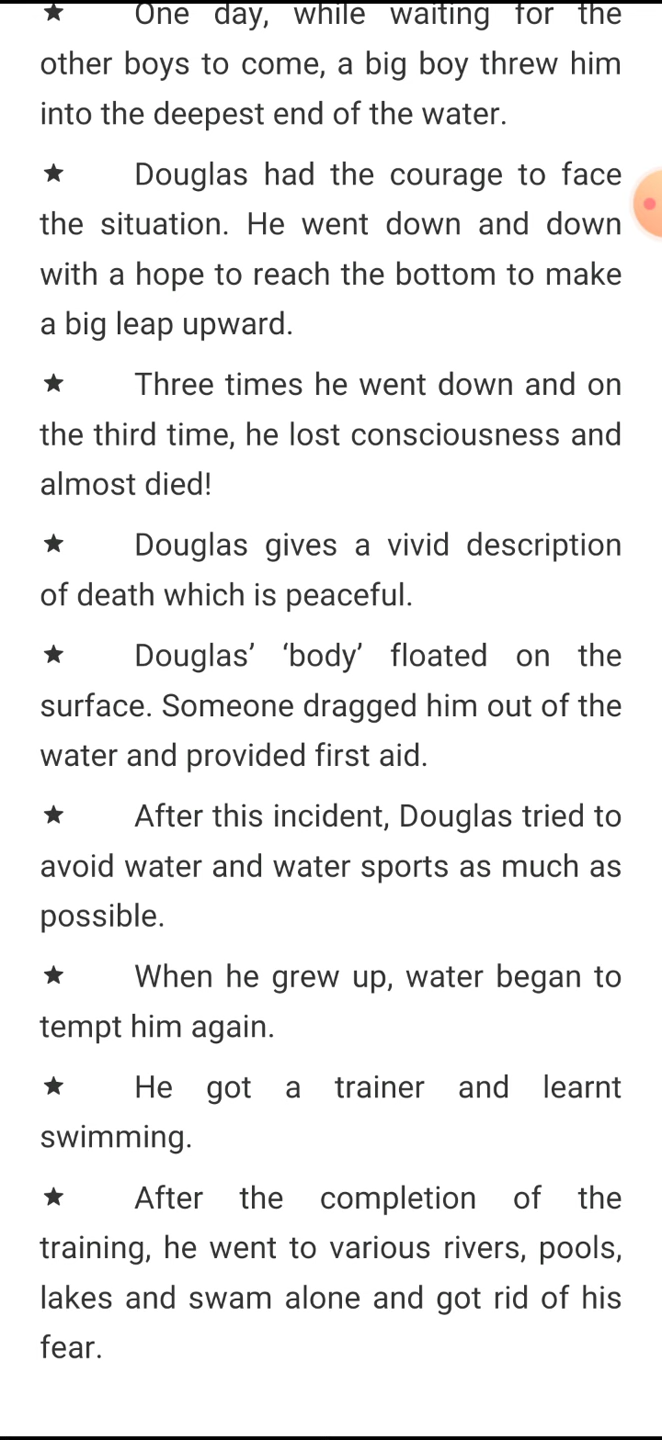 ★ One day, while waiting for the
other boys to come, a big boy threw him
into the deepest end of the water.
★ Douglas had the courage to face
the situation. He went down and down
with a hope to reach the bottom to make
a big leap upward.
★ Three times he went down and on
the third time, he lost consciousness and
almost died!
★ Douglas gives a vivid description
of death which is peaceful.
★ Douglas’ ‘body’ floated on the
surface. Someone dragged him out of the
water and provided first aid.
★ After this incident, Douglas tried to
avoid water and water sports as much as
possible.
★ When he grew up, water began to
tempt him again.
★ He got a trainer and learnt
swimming.
★ After the completion of the
training, he went to various rivers, pools,
lakes and swam alone and got rid of his
fear.